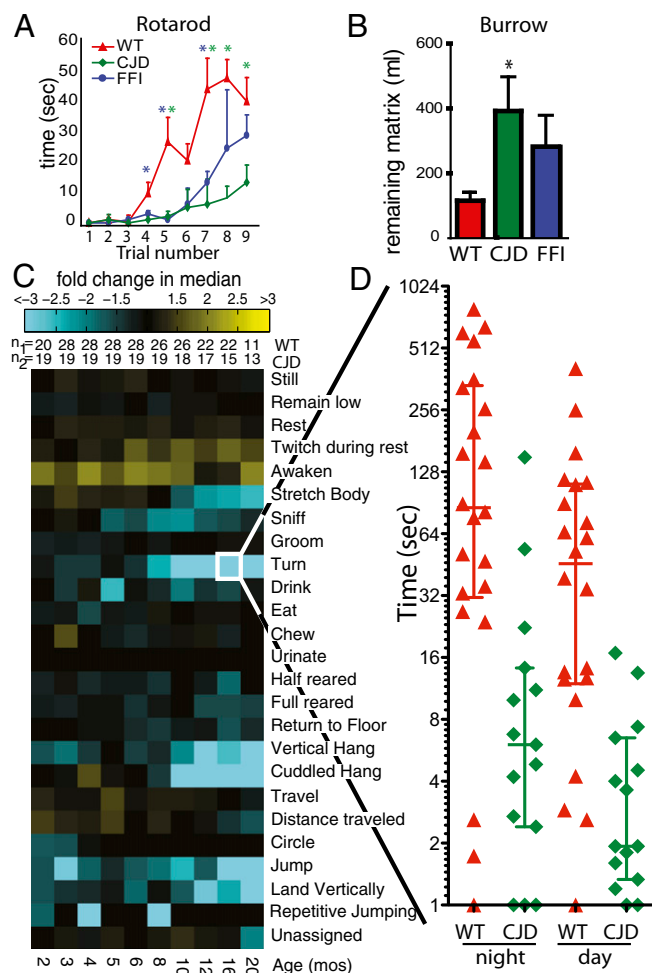 A
Rotarod
60
50
40
30
20
10
0
time (sec)
WT
CJD
FFI
*
**
**
*
*
1 2 3 4 5 6 7 8 9
Trial number
B
Burrow
600
400
200
0
remaining matrix (ml)
*
WT CJD FFI
C
fold change in median
<−3 −2.5 −2 −1.5 1.5 2 2.5 >3
n1= 20 28 28 28 28 26 26 22 22 11 WT
n2= 19 19 19 19 19 19 18 17 15 13 CJD
Still
Remain low
Rest
Twitch during rest
Awaken
Stretch Body
Sniff
Groom
Turn
Drink
Eat
Chew
Urinate
Half reared
Full reared
Return to Floor
Vertical Hang
Cuddled Hang
Travel
Distance traveled
Circle
Jump
Land Vertically
Repetitive Jumping
Unassigned
2 3 4 5 6 8 10 12 16 20 Age (mos)
D
1024
512
256
128
64
32
16
8
4
2
1
Time (sec)
WT CJD WT CJD
night day